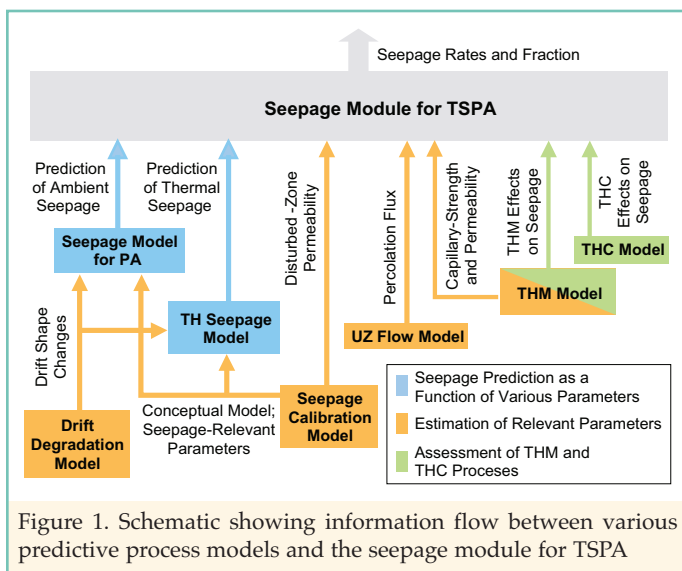 Seepage Rates and Fraction
Seepage Module for TSPA
Prediction
of Ambient
Seepage
Prediction
of Thermal
Seepage
Disturbed -Zone
Permeability
Percolation Flux
Capillary-Strength
and Permeability
THM Effects
on Seepage
THC
Effects on
Seepage
Seepage Model
for PA
THC Model
THM Model
TH Seepage
Model
UZ Flow Model
Drift Shape
Changes
Drift
Degradation
Model
Conceptual Model;
Seepage-Relevant
Parameters
Seepage
Calibration
Model
Seepage Prediction as a
Function of Various Parameters
Estimation of Relevant Parameters
Assessment of THM and
THC Proceses
Figure 1. Schematic showing information flow between various
predictive process models and the seepage module for TSPA